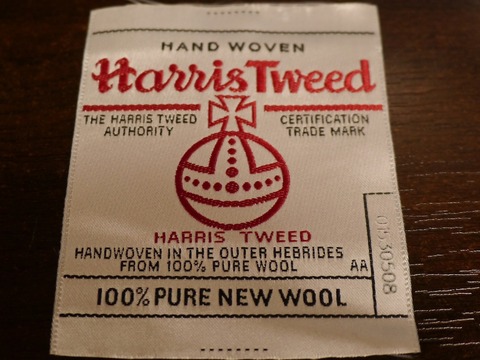 HAND WOVEN
Harris Tweed
THE HARRIS TWEED
AUTHORITY
CERTIFICATION
TRADE MARK
HARRIS TWEED
HANDWOVEN IN THE OUTER HEBRIDES
FROM 100% PURE WOOL
AA
01530508
100% PURE NEW WOOL